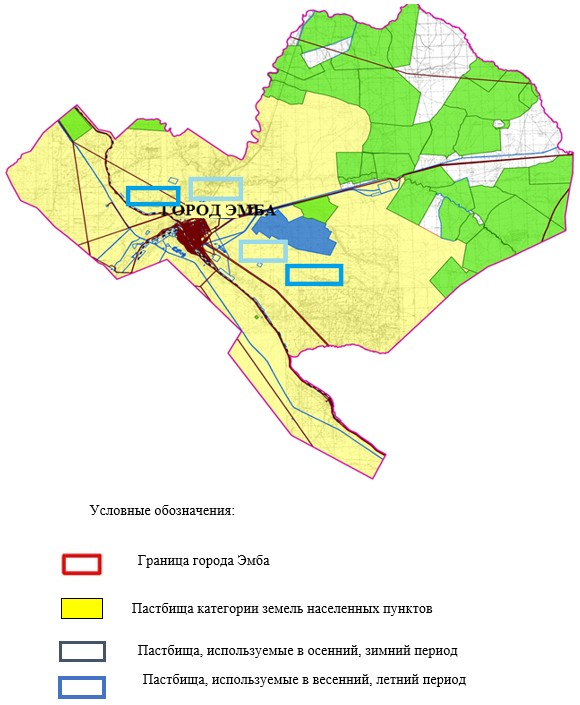 ГОРОД ЭМБА
Условные обозначения:
Граница города Эмба
Пастбища категории земель населенных пунктов
Пастбища, используемые в осенний, зимний период
Пастбища, используемые в весенний, летний период